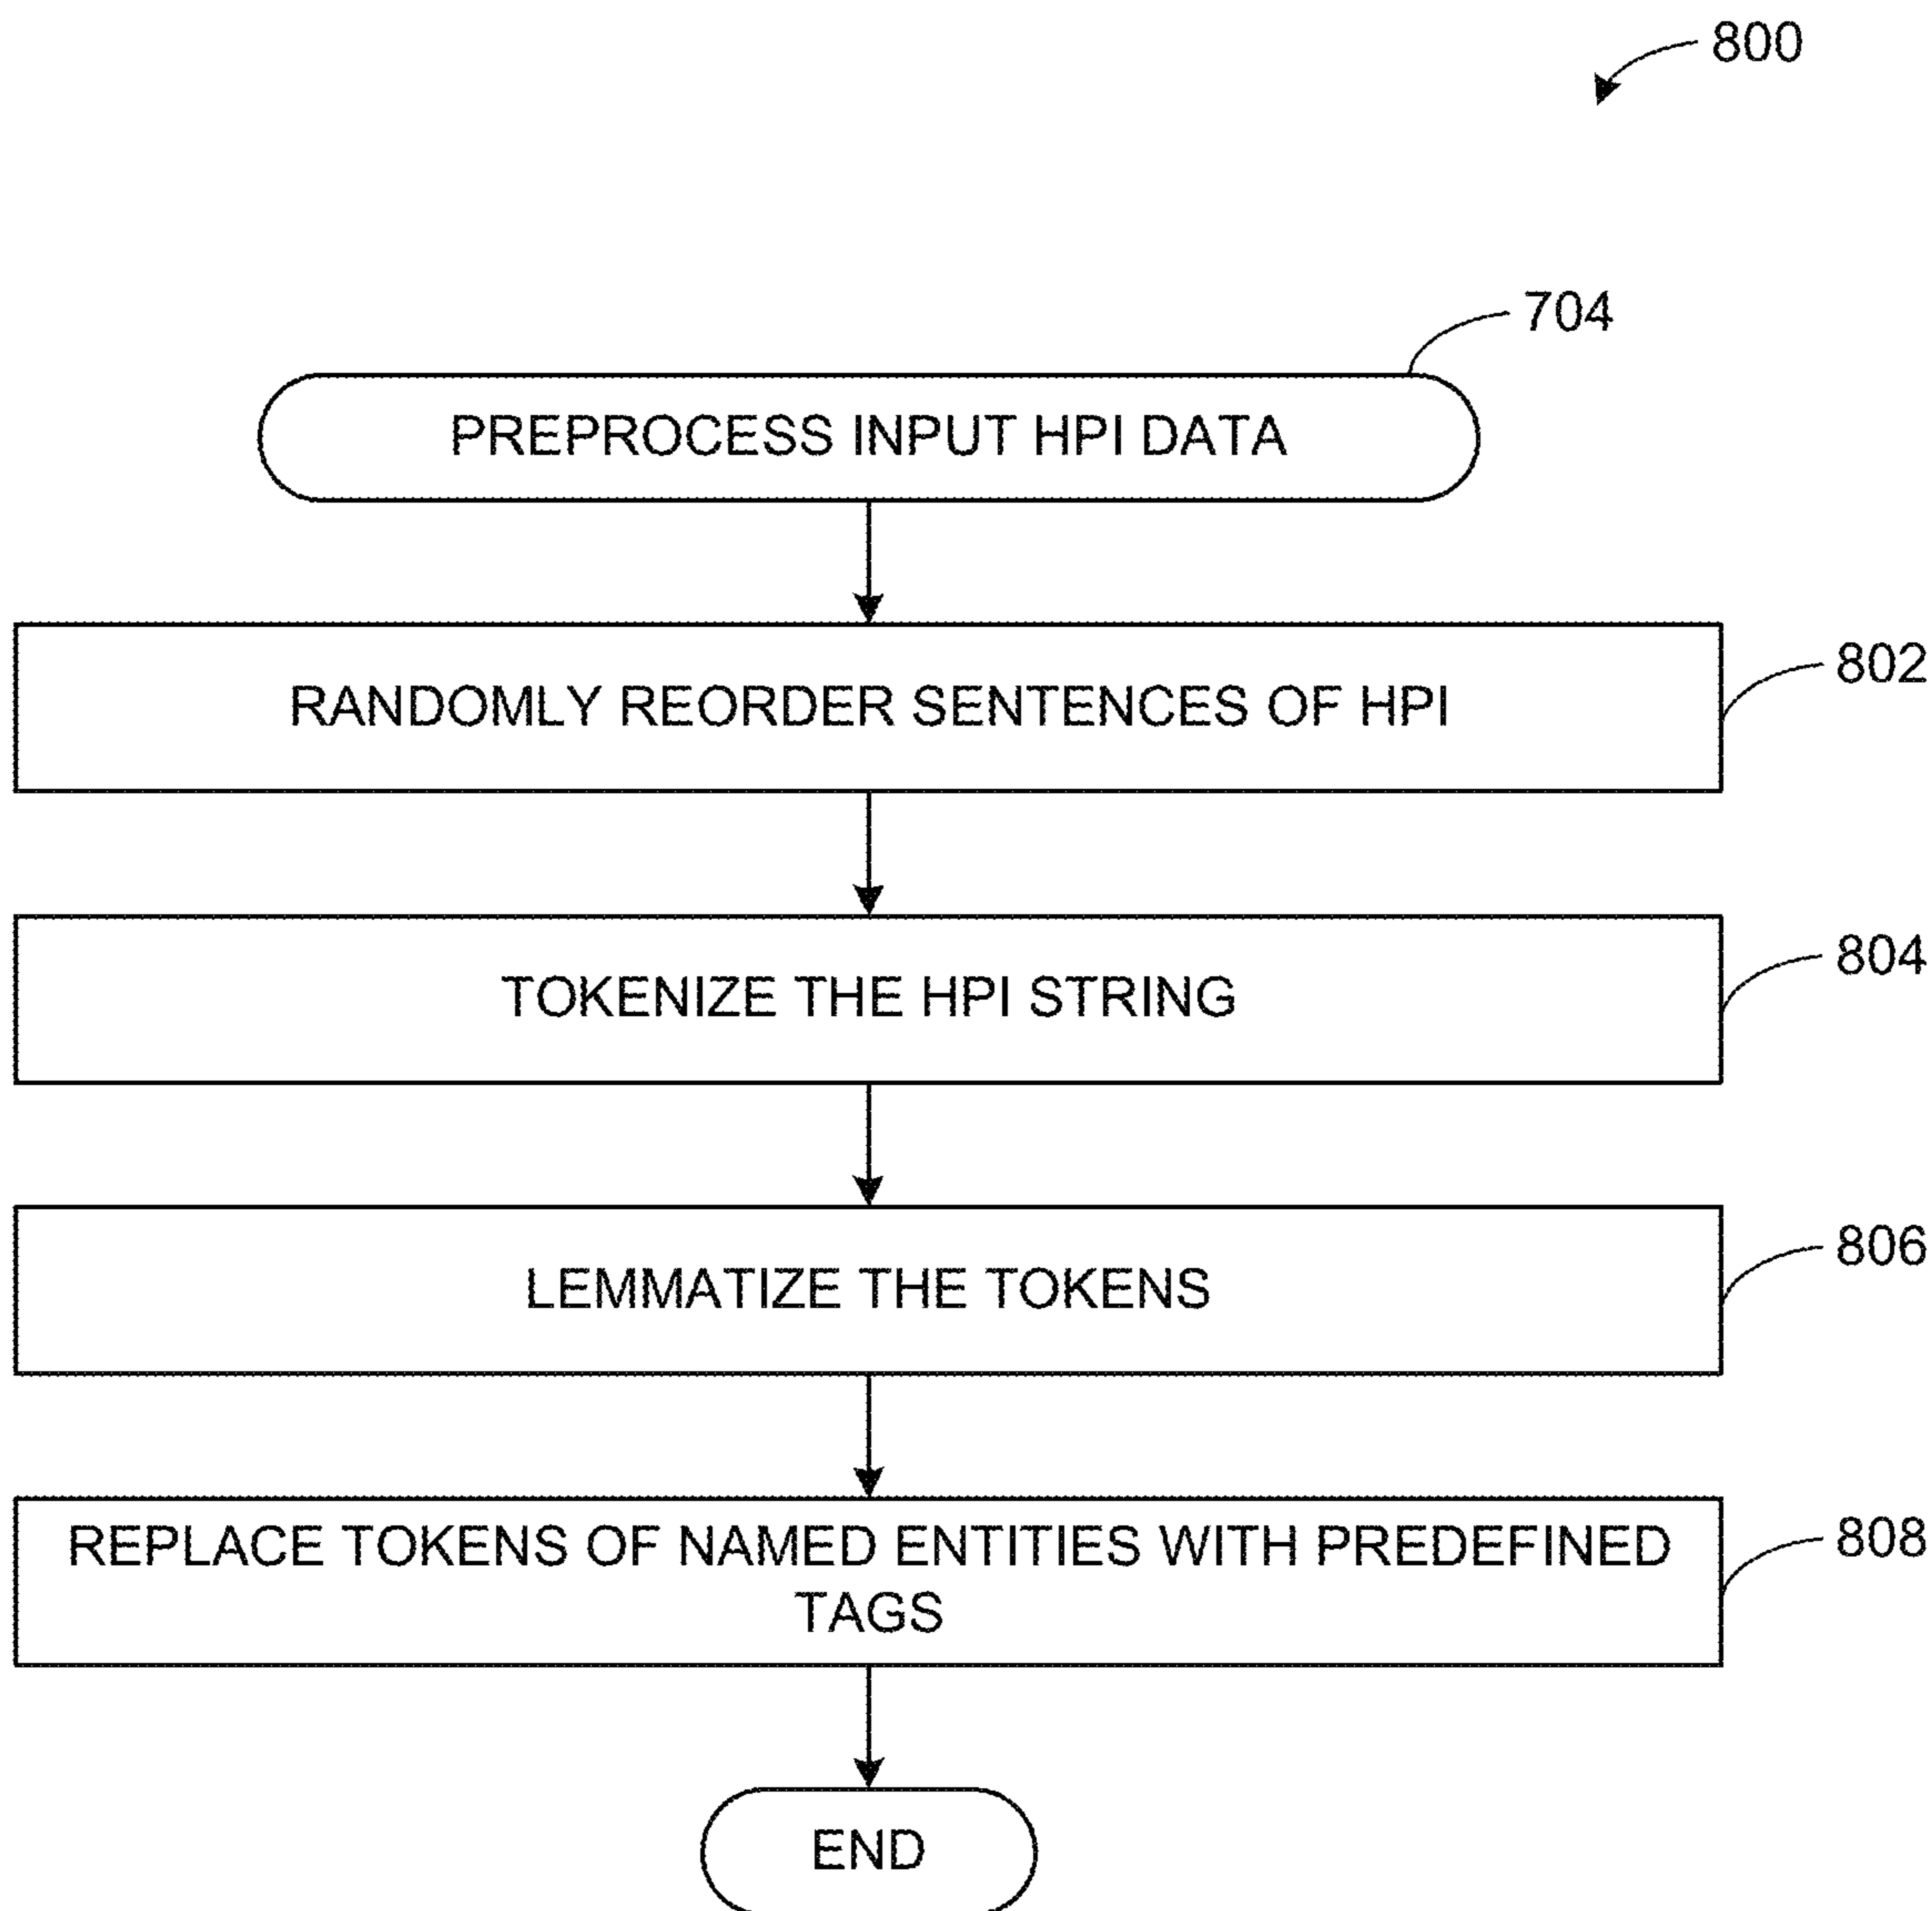 800
704
PREPROCESS INPUT HPI DATA
802
RANDOMLY REORDER SENTENCES OF HPI
804
TOKENIZE THE HPI STRING
806
LEMMATIZE THE TOKENS
808
REPLACE TOKENS OF NAMED ENTITIES WITH PREDEFINED
TAGS
END